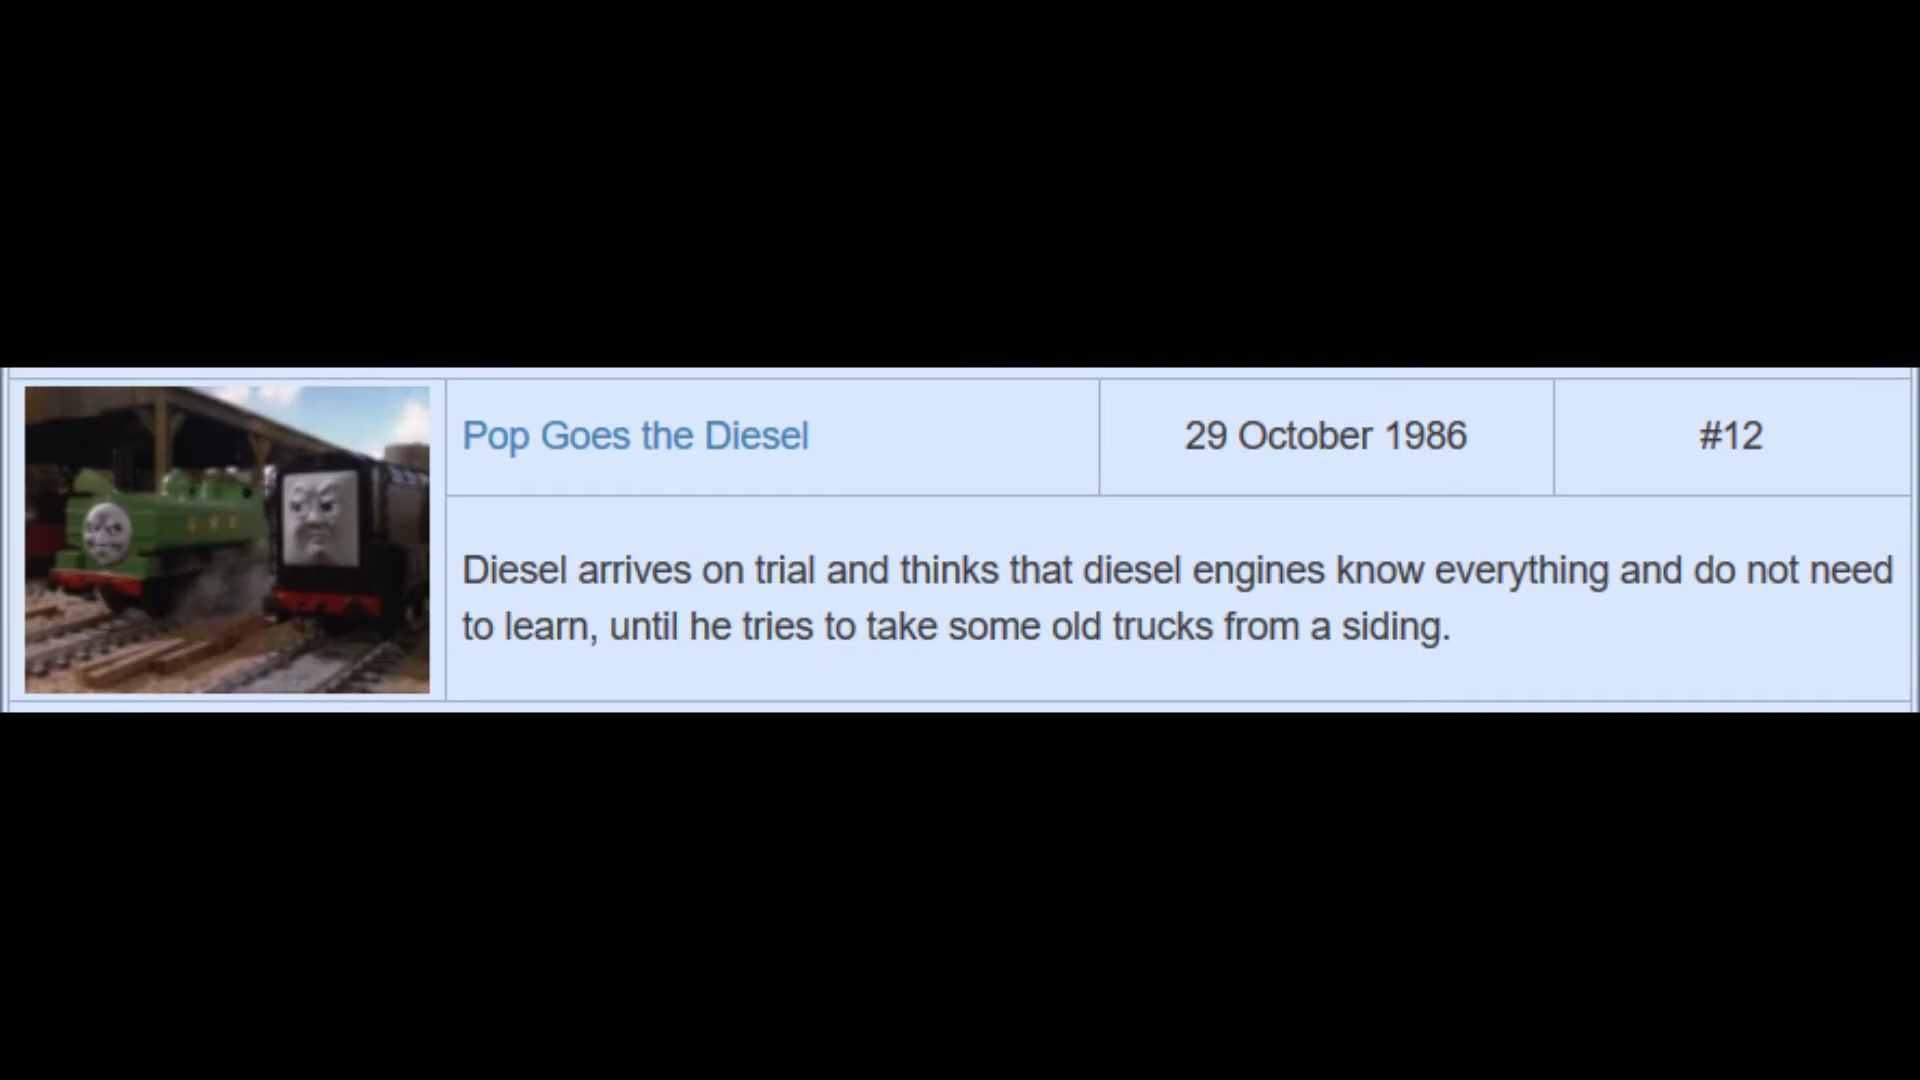 Pop Goes the Diesel
29 October 1986
#12
G W R
Diesel arrives on trial and thinks that diesel engines know everything and do not need
to learn, until he tries to take some old trucks from a siding.